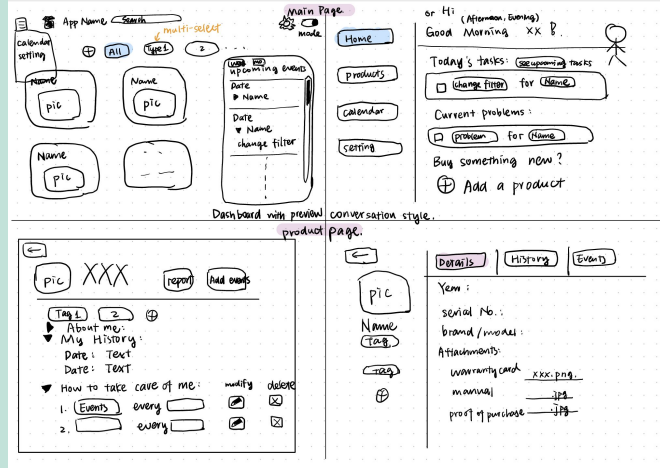 Main Page
App Name Search
mode
multi-select
calendar
setting
All Type 1 2 . . .
Name
pic
Name
pic
Name
pic
upcoming events
Date
Name
Date
Name
change filter
Dashboard with preview
Home
products
calendar
setting
or Hi
(Afternoon, Evening)
Good Morning XX
Today's tasks: see upcoming tasks
change filter for Name
Current problems:
problem for Name
Buy something new?
Add a product
conversation style.
product page.
pic XXX report Add events
Tag 1 2
About me:
My History:
Date: Text
Date: Text
How to take care of me: modify delete
1. Events every
2. every
pic
Name
Tag
Tag
Details History Events
Year:
serial No.:
brand/model:
Attachments:
warranty card xxx.png.
manual .jpg
proof of purchase .jpg